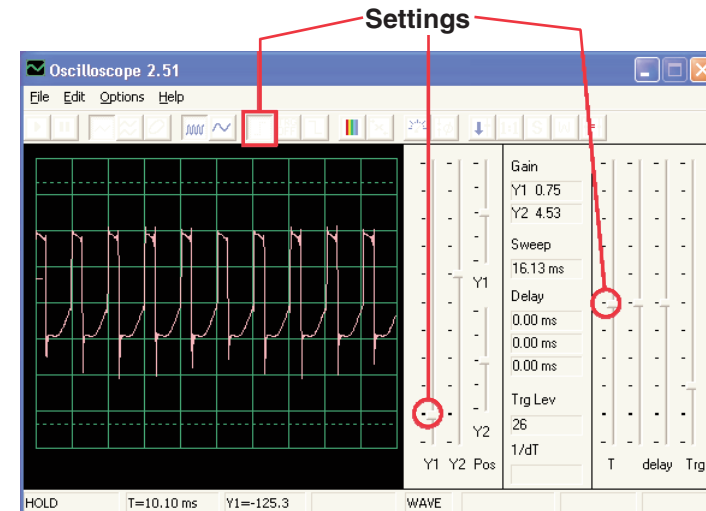 Settings
Oscilloscope 2.51
File Edit Options Help
Gain
Y1 0.75
Y2 4.53
Sweep
16.13 ms
Y1
Delay
0.00 ms
0.00 ms
0.00 ms
Trg Lev
26
Y2
1/dT
Y1 Y2 Pos
T delay Trg
HOLD T=10.10 ms Y1=-125.3 WAVE